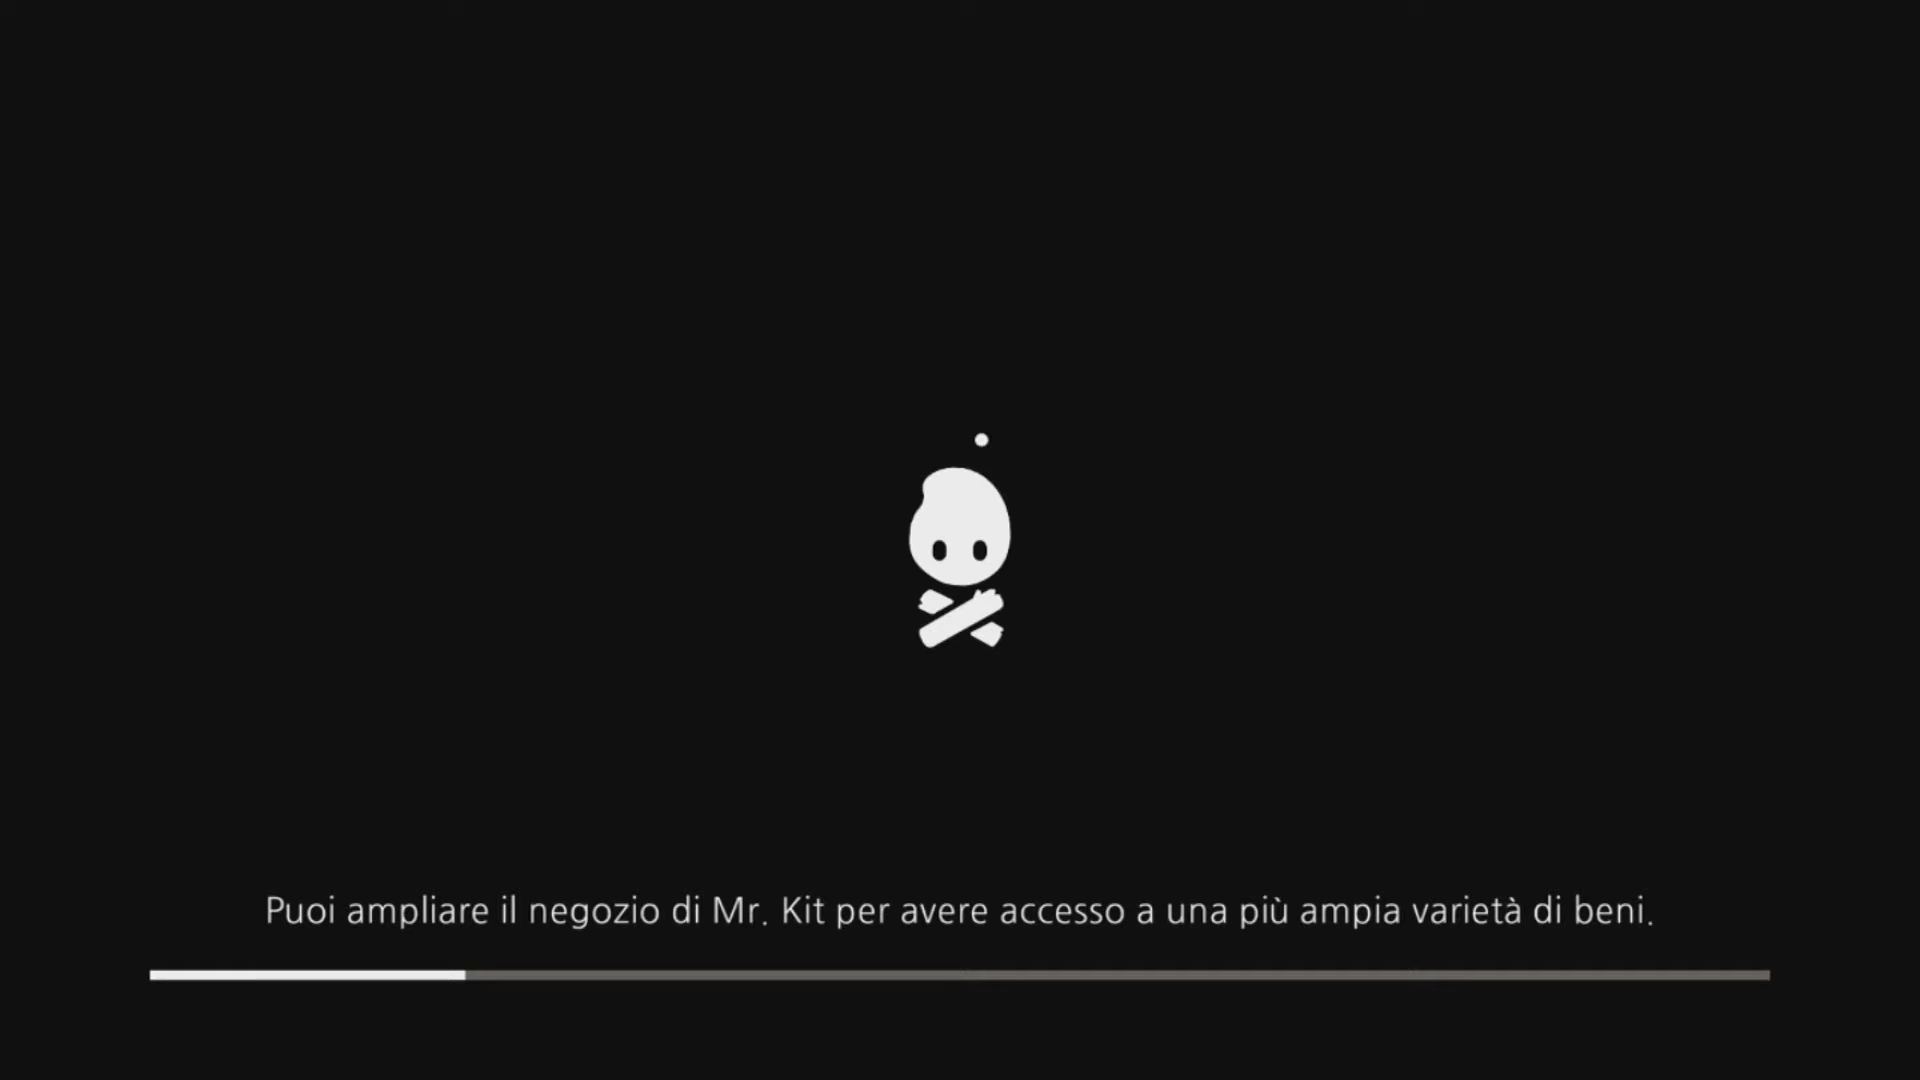 Puoi ampliare il negozio di Mr. Kit per avere accesso a una più ampia varietà di beni.